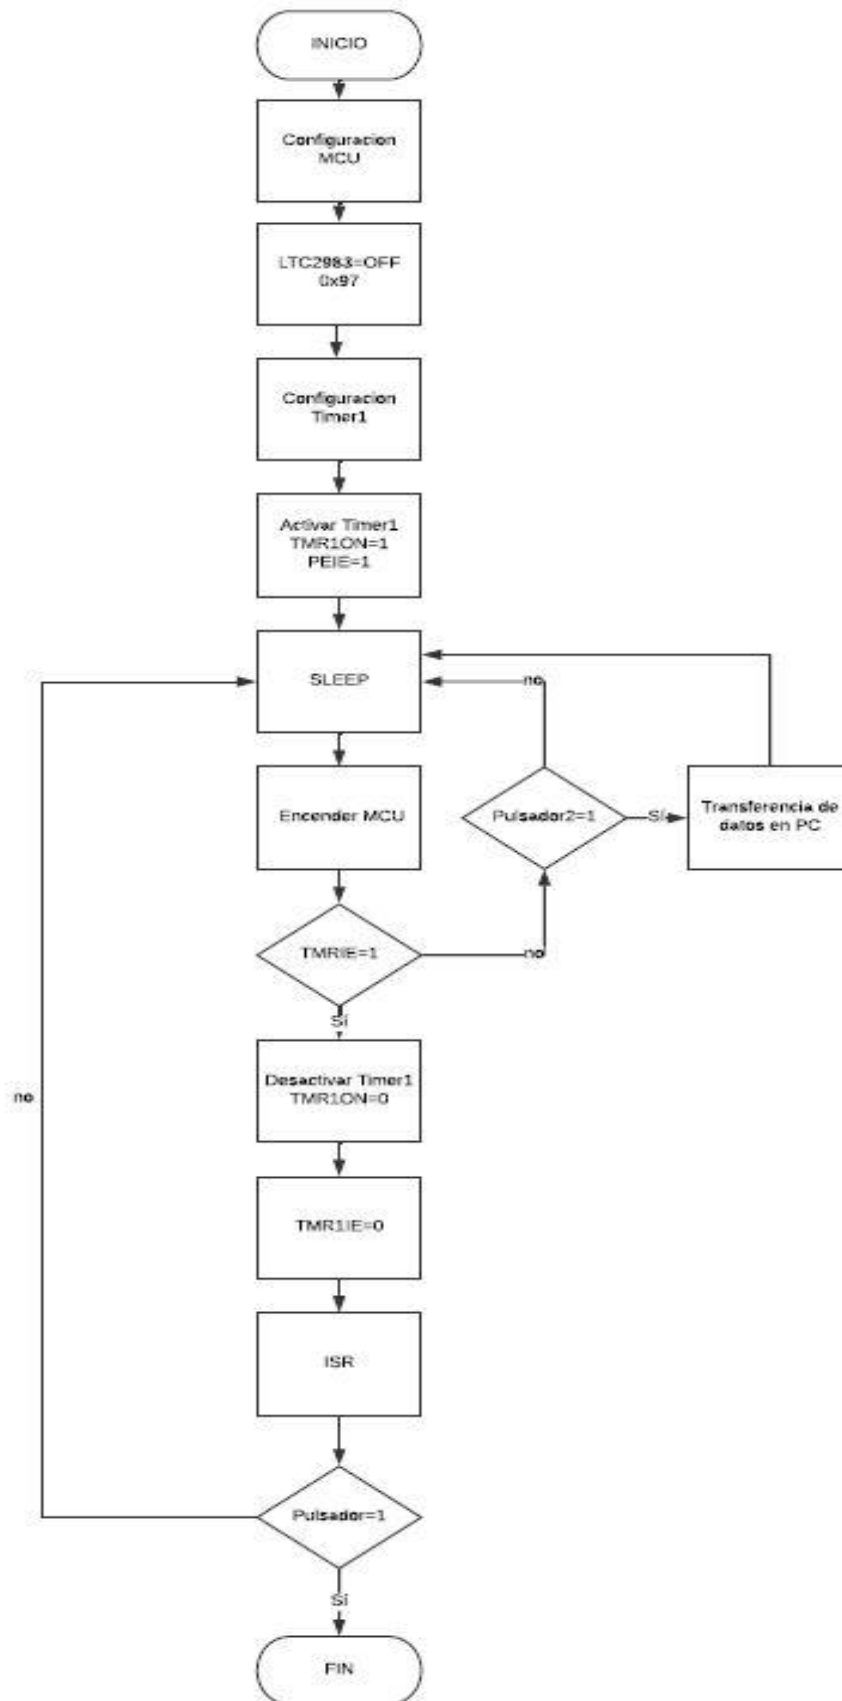 INICIO
Configuracion
MCU
LTC2983=OFF
0x97
Configuracion
Timer1
Activar Timer1
TMR1ON=1
PEIE=1
SLEEP
no
Encender MCU
Pulsador2=1
Sí
Transferencia de
datos en PC
TMRIE=1
no
Sí
Desactivar Timer1
TMR1ON=0
no
TMR1IE=0
ISR
Pulsador=1
Sí
FIN